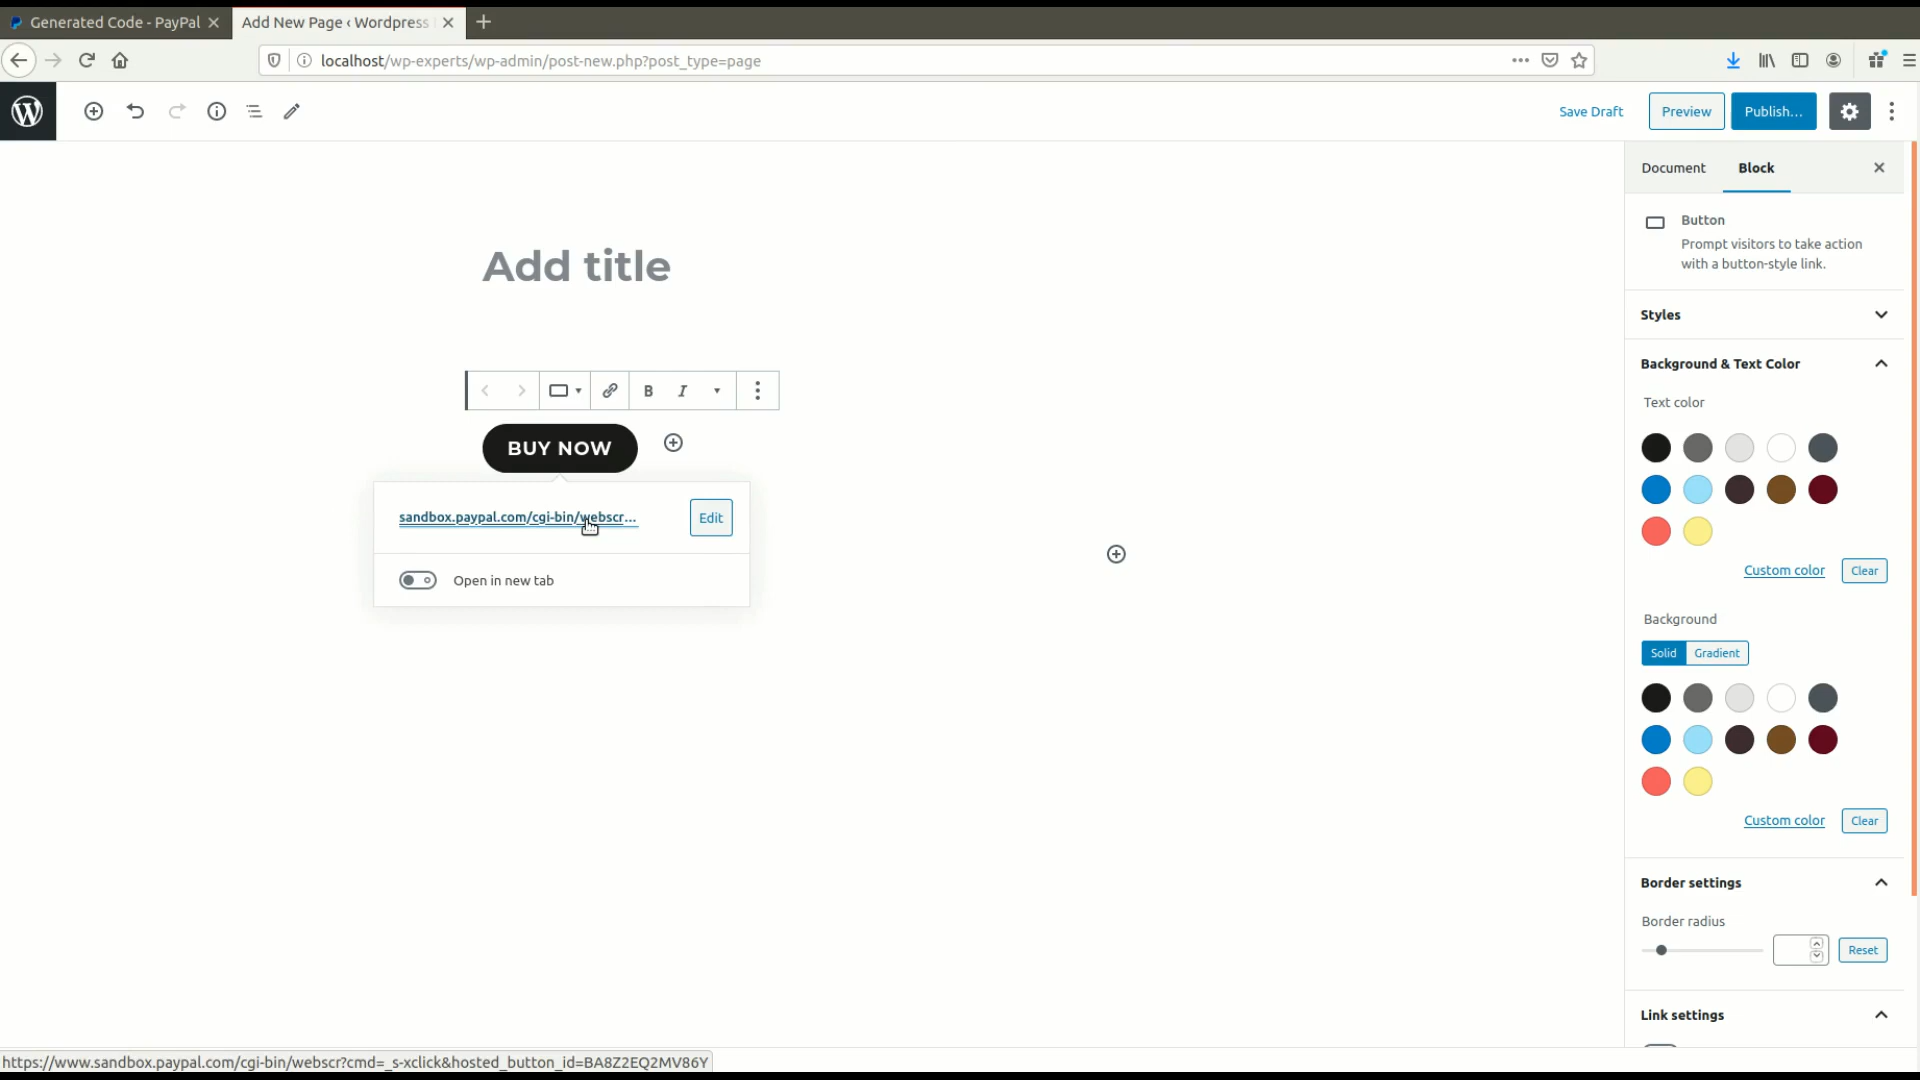 Generated Code - PayPal
Add New Page ‹ Wordpress
localhost/wp-experts/wp-admin/post-new.php?post_type=page
Save Draft
Preview
Publish...
Document
Block
Button
Prompt visitors to take action
with a button-style link.
Add title
Styles
Background & Text Color
B I
Text color
BUY NOW
sandbox.paypal.com/cgi-bin/webscr...
Edit
Open in new tab
Custom color
Clear
Background
Solid
Gradient
Custom color
Clear
Border settings
Border radius
Reset
Link settings
https://www.sandbox.paypal.com/cgi-bin/webscr?cmd=_s-xclick&hosted_button_id=BA8Z2EQ2MV86Y